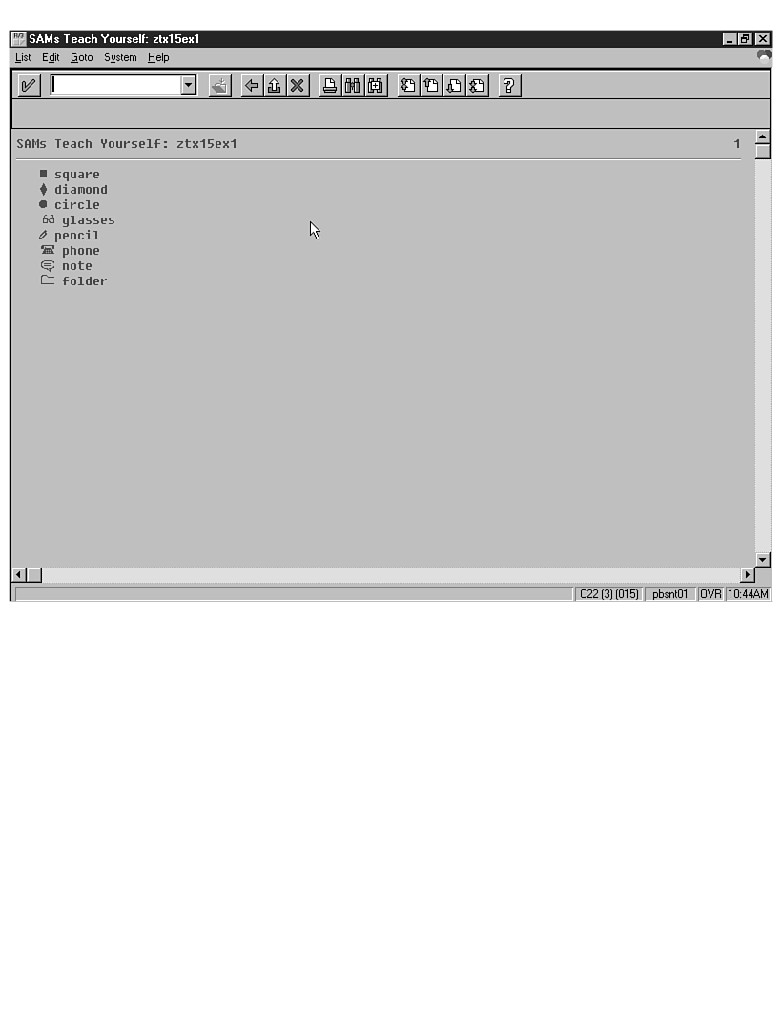 SAMs Teach Yourself: ztx15ex1
List Edit Goto System Help
SAMs Teach Yourself: ztx15ex1 1
square
diamond
circle
glasses
pencil
phone
note
folder
C22 (3) (015) pbsnt01 OVR 10:44AM